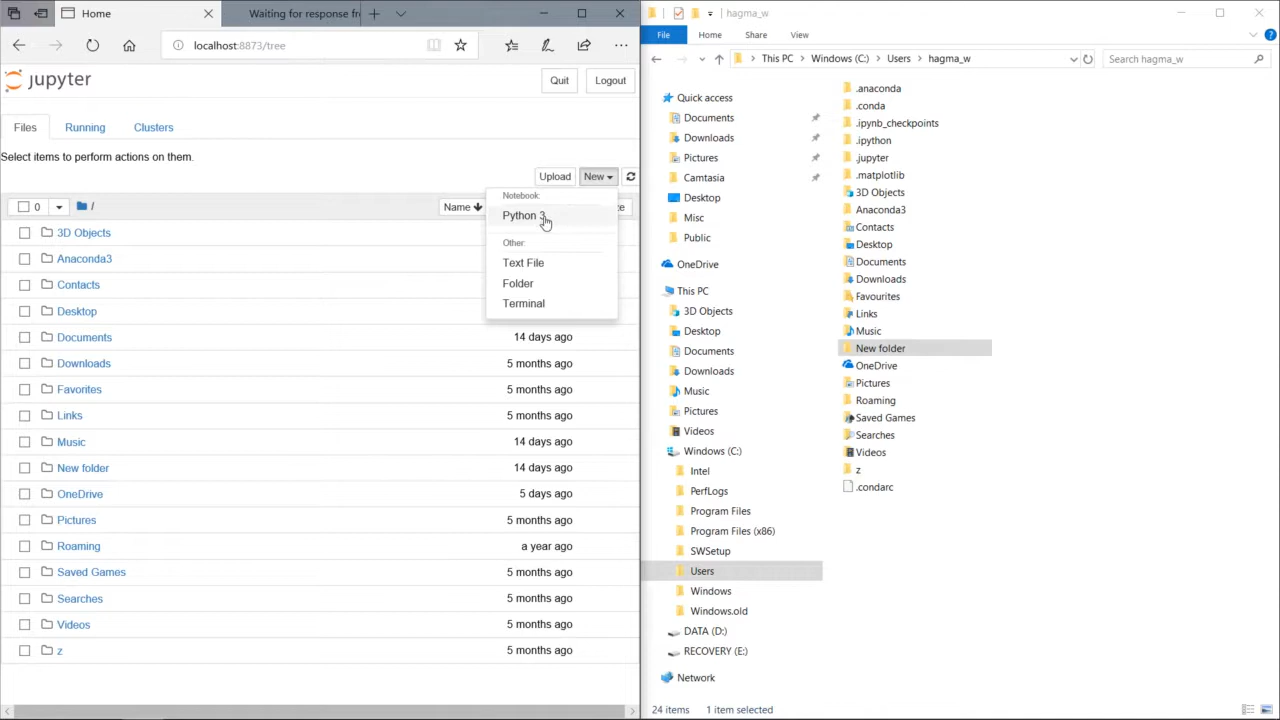 Home
Waiting for response fr
localhost:8873/tree
jupyter
Quit
Logout
Files
Running
Clusters
Select items to perform actions on them.
Upload
New
0
/
Name
Notebook:
Python 3
Other:
Text File
Folder
Terminal
3D Objects
Anaconda3
Contacts
Desktop
Documents
14 days ago
Downloads
5 months ago
Favorites
5 months ago
Links
5 months ago
Music
14 days ago
New folder
14 days ago
OneDrive
5 days ago
Pictures
5 months ago
Roaming
a year ago
Saved Games
5 months ago
Searches
5 months ago
Videos
5 months ago
z
5 months ago
hagma_w
File
Home
Share
View
This PC
Windows (C:)
Users
hagma_w
Search hagma_w
Quick access
Documents
Downloads
Pictures
Camtasia
Desktop
Misc
Public
OneDrive
This PC
3D Objects
Desktop
Documents
Downloads
Music
Pictures
Videos
Windows (C:)
Intel
PerfLogs
Program Files
Program Files (x86)
SWSetup
Users
Windows
Windows.old
DATA (D:)
RECOVERY (E:)
Network
.anaconda
.conda
.ipynb_checkpoints
.ipython
.jupyter
.matplotlib
3D Objects
Anaconda3
Contacts
Desktop
Documents
Downloads
Favourites
Links
Music
New folder
OneDrive
Pictures
Roaming
Saved Games
Searches
Videos
z
.condarc
24 items
1 item selected